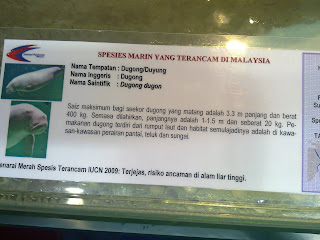 SPESIES MARIN YANG TERANCAM DI MALAYSIA
Nama Tempatan : Dugong/Duyung
Nama Inggeris : Dugong
Nama Saintifik : Dugong dugon
Saiz maksimum bagi seekor dugong yang matang adalah 3.3 m panjang dan berat
400 kg. Semasa dilahirkan, panjangnya adalah 1-1.5 m dan seberat 20 kg. Pe-
makanan dugong terdiri dari rumput laut dan habitat semulajadinya adalah di kawa-
san-kawasan perairan pantai, teluk dan sungai.
enarai Merah Spesis Terancam IUCN 2009: Terjejas, risiko ancaman di alam liar tinggi.